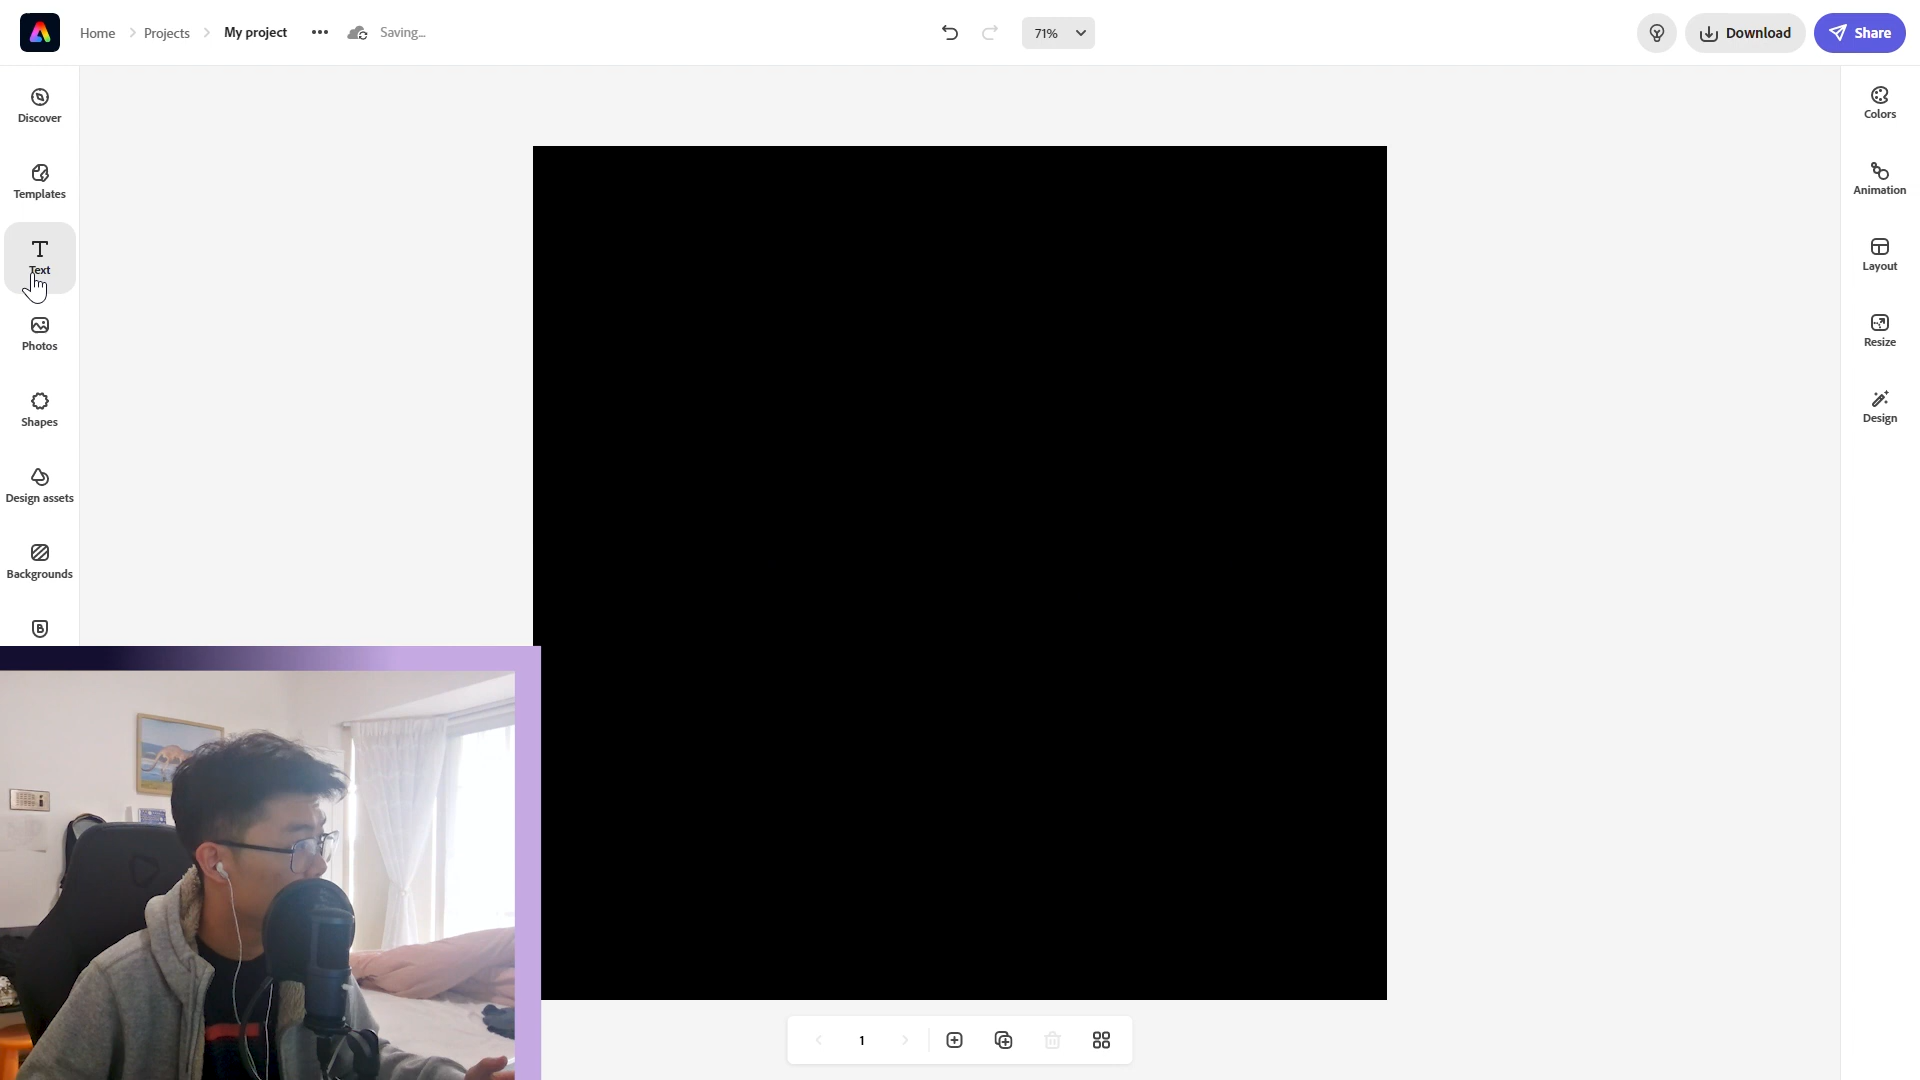 Home
Projects
My project
Saving...
71%
Download
Share
Discover
Templates
Text
Photos
Shapes
Design assets
Backgrounds
B
Colors
Animation
Layout
Resize
Design
1